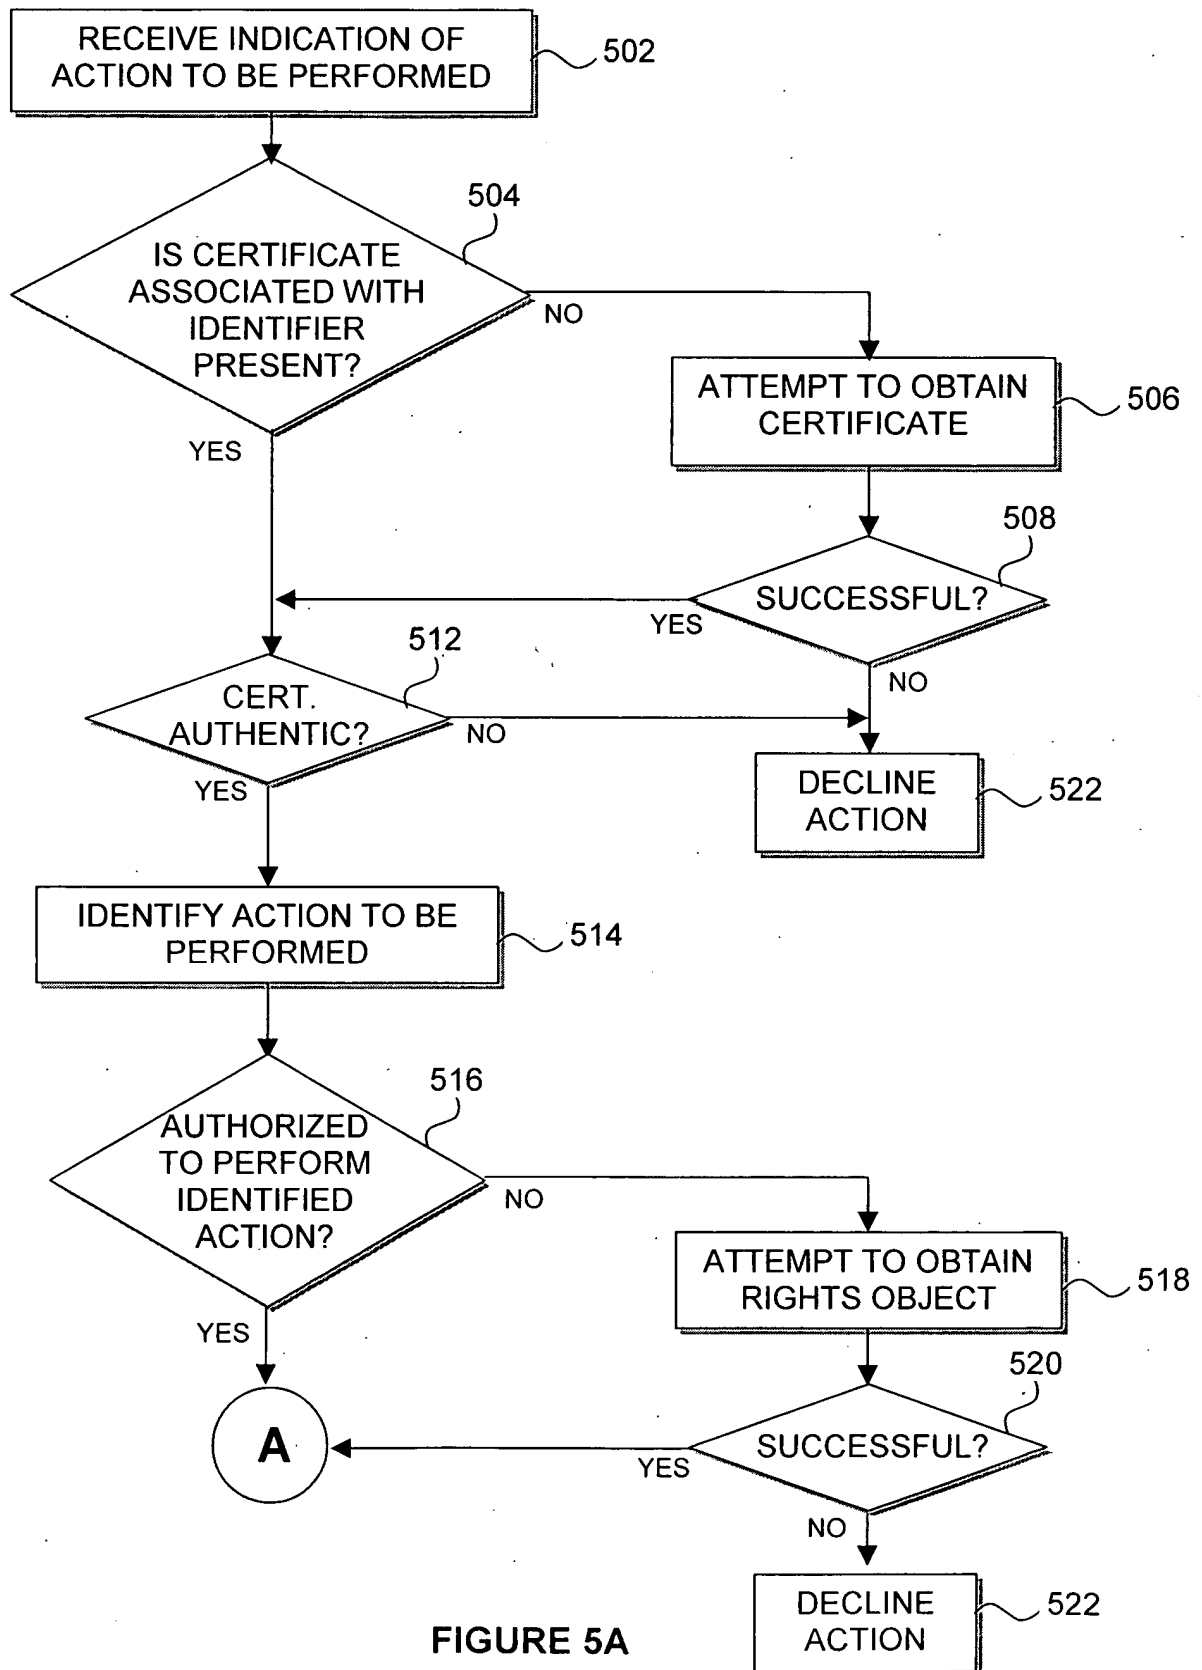 RECEIVE INDICATION OF
ACTION TO BE PERFORMED
502
504
IS CERTIFICATE
ASSOCIATED WITH
IDENTIFIER
PRESENT?
NO
YES
ATTEMPT TO OBTAIN
CERTIFICATE
506
508
SUCCESSFUL?
YES
NO
512
CERT.
AUTHENTIC?
NO
YES
DECLINE
ACTION
522
IDENTIFY ACTION TO BE
PERFORMED
514
516
AUTHORIZED
TO PERFORM
IDENTIFIED
ACTION?
NO
YES
ATTEMPT TO OBTAIN
RIGHTS OBJECT
518
520
SUCCESSFUL?
YES
NO
A
DECLINE
ACTION
522
FIGURE 5A